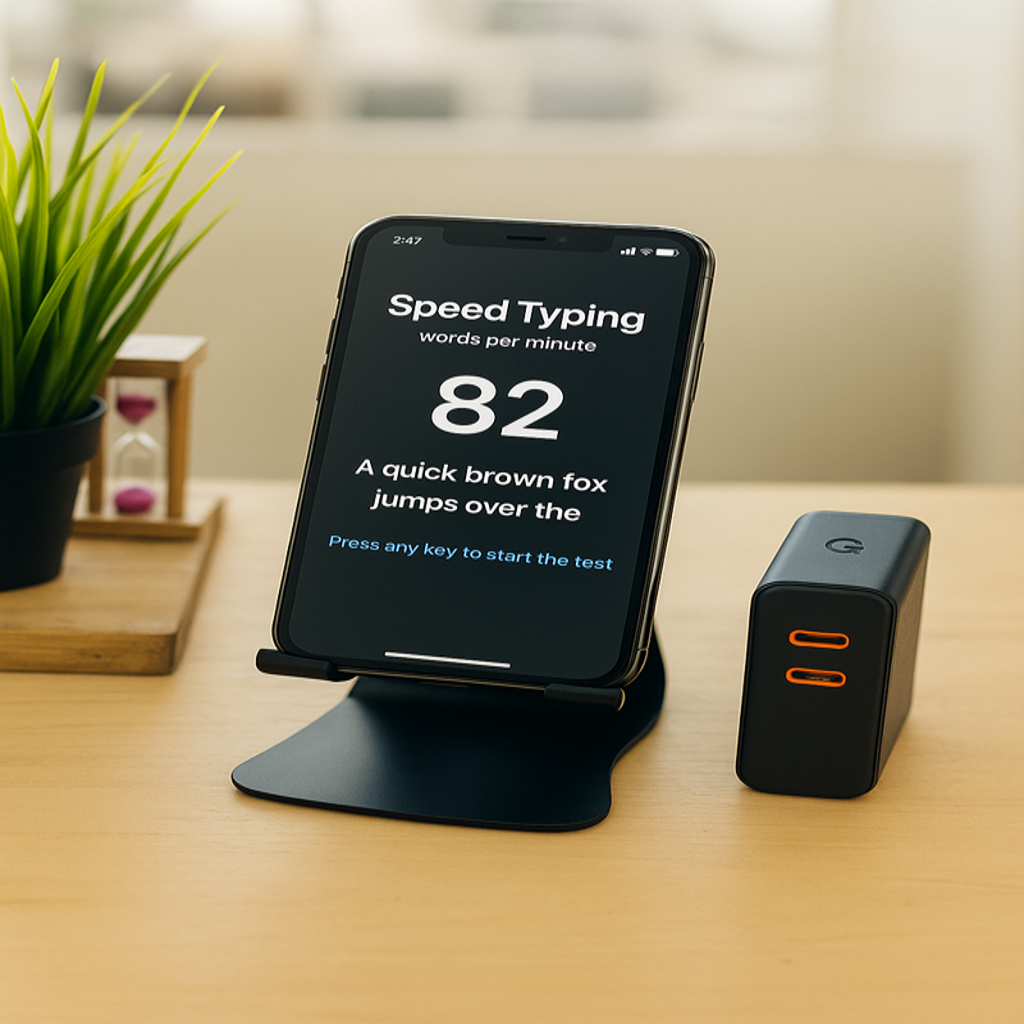 2:47
Speed Typing
words per minute
82
A quick brown fox
jumps over the
Press any key to start the test